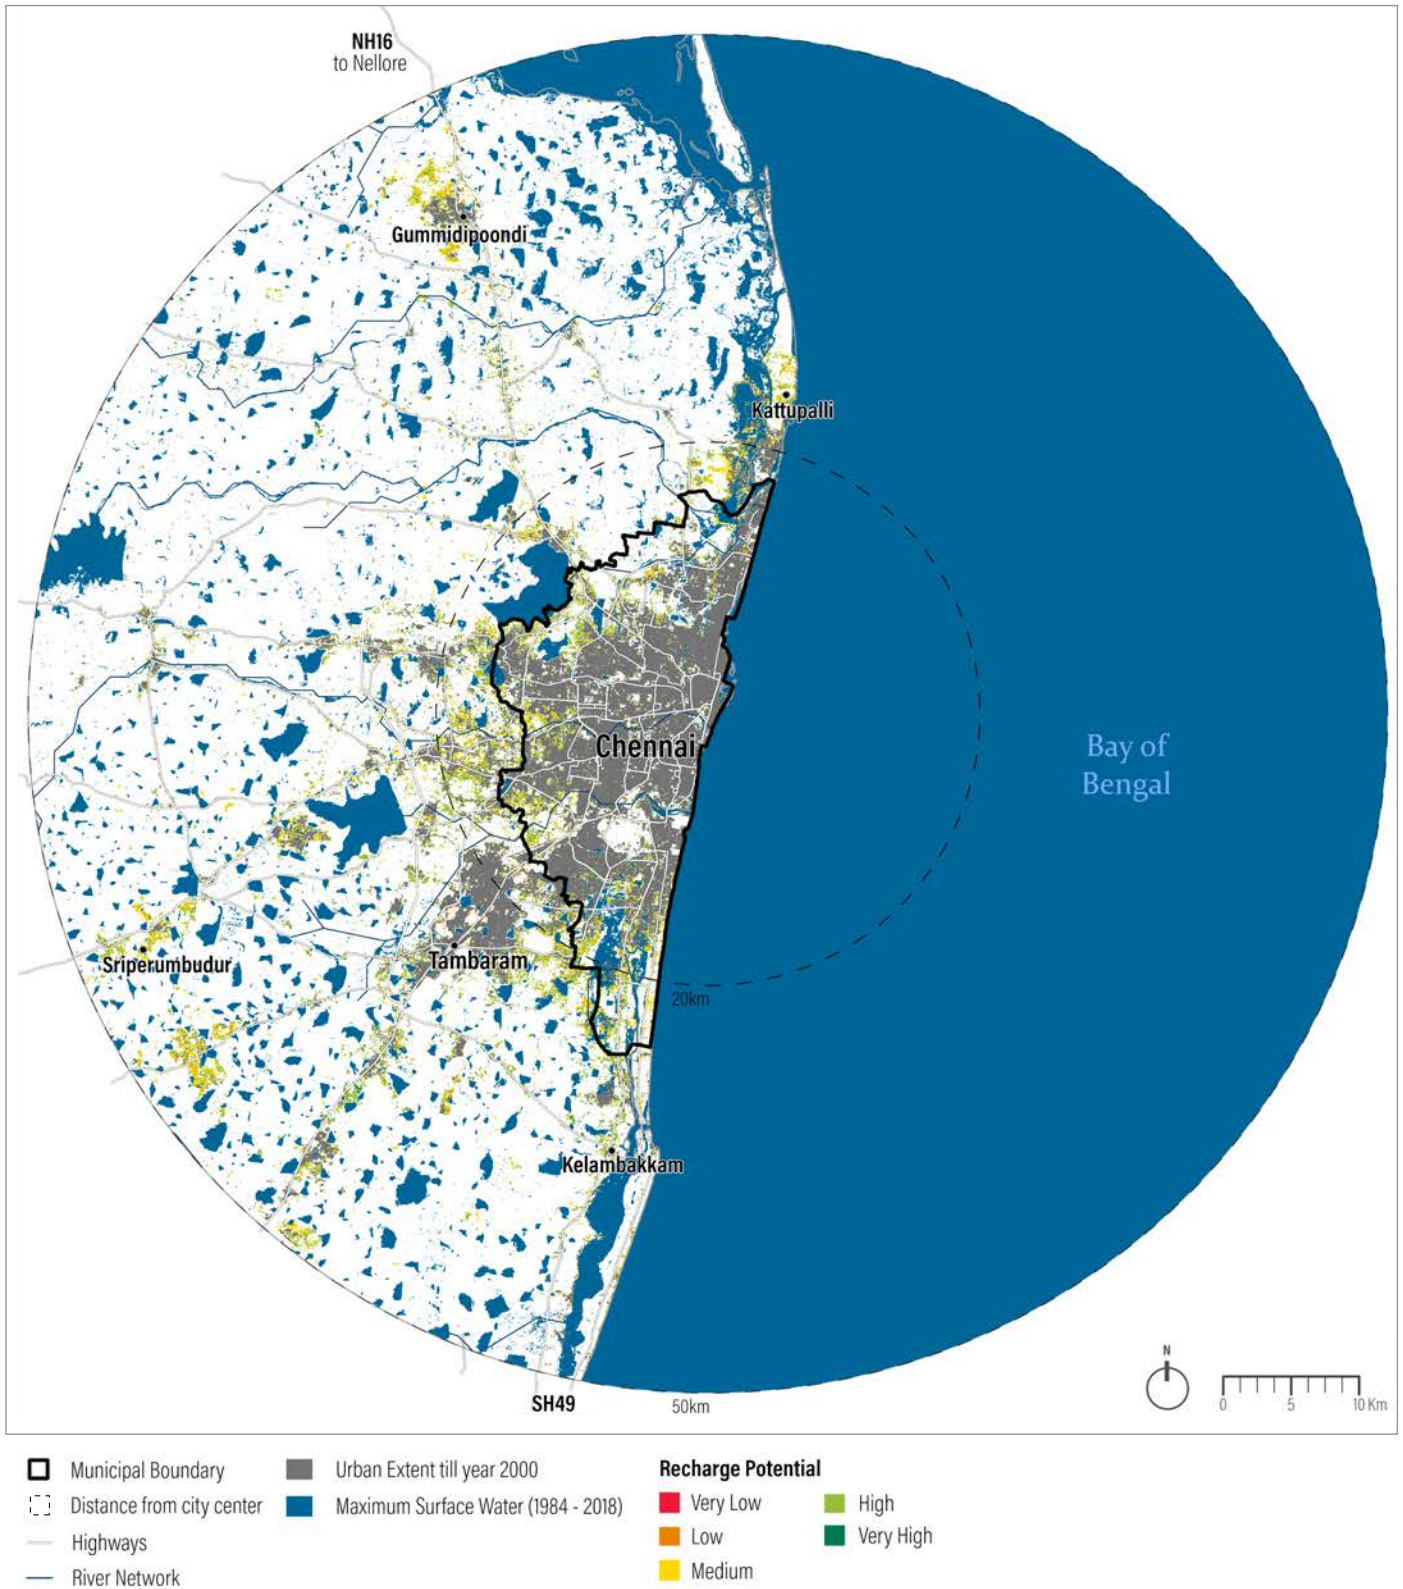 NH16
to Nellore
Gummidipoondi
Kattupalli
Chennai
Bay of
Bengal
Sriperumbudur
Tambaram
20km
Kelambakkam
N
0 5 10 Km
SH49
50km
Municipal Boundary
Distance from city center
Highways
River Network
Urban Extent till year 2000
Maximum Surface Water (1984 - 2018)
Recharge Potential
Very Low
Low
Medium
High
Very High